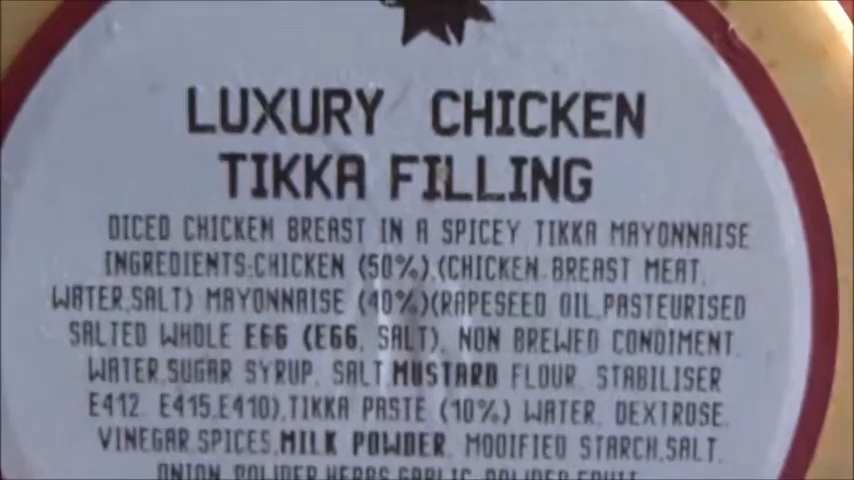 LUXURY CHICKEN
TIKKA FILLING
DICED CHICKEN BREAST IN A SPICEY TIKKA MAYONNAISE
INGREDIENTS:CHICKEN (50%),(CHICKEN BREAST MEAT,
WATER,SALT) MAYONNAISE (40%)(RAPESEED OIL,PASTEURISED
SALTED WHOLE EGG (EGG, SALT), NON BREWED CONDIMENT,
WATER,SUGAR SYRUP, SALT,MUSTARD FLOUR, STABILISER
E412, E415,E410),TIKKA PASTE (10%) WATER, DEXTROSE,
VINEGAR,SPICES,MILK POWDER, MODIFIED STARCH,SALT,
ONION POWDER,HERBS,GARLIC POWDER,FRUIT